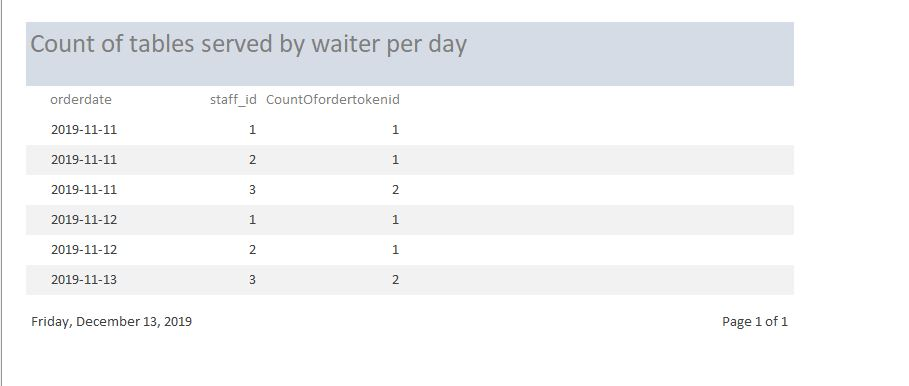 Count of tables served by waiter per day
orderdate staff_id CountOfordertokenid
2019-11-11 1 1
2019-11-11 2 1
2019-11-11 3 2
2019-11-12 1 1
2019-11-12 2 1
2019-11-13 3 2
Friday, December 13, 2019 Page 1 of 1